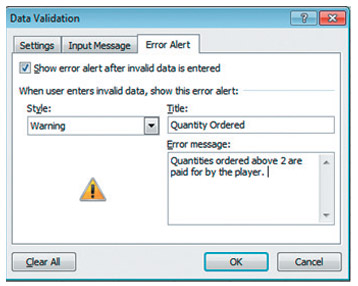 Data Validation
Settings Input Message Error Alert
Show error alert after invalid data is entered
When user enters invalid data, show this error alert:
Style: Title:
Warning Quantity Ordered
Error message:
Quantities ordered above 2 are
paid for by the player.
Clear All OK Cancel